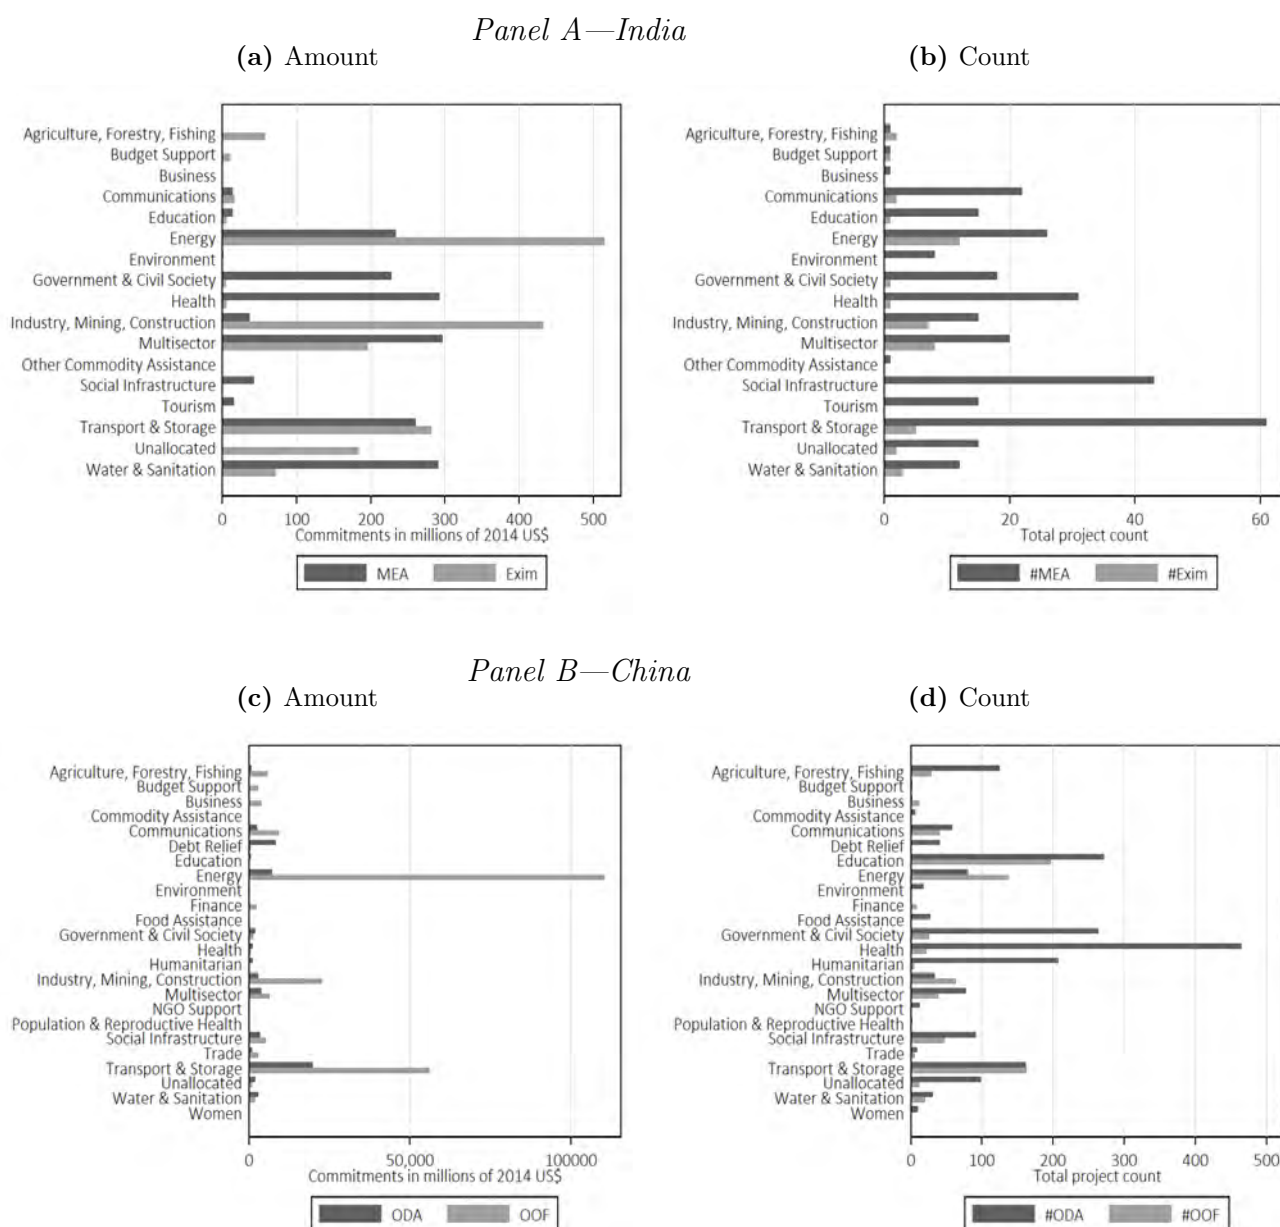 Panel A—India
(a) Amount
(b) Count
Agriculture, Forestry, Fishing
Budget Support
Business
Communications
Education
Energy
Environment
Government & Civil Society
Health
Industry, Mining, Construction
Multisector
Other Commodity Assistance
Social Infrastructure
Tourism
Transport & Storage
Unallocated
Water & Sanitation
0 100 200 300 400 500
Commitments in millions of 2014 US$
MEA Exim
Agriculture, Forestry, Fishing
Budget Support
Business
Communications
Education
Energy
Environment
Government & Civil Society
Health
Industry, Mining, Construction
Multisector
Other Commodity Assistance
Social Infrastructure
Tourism
Transport & Storage
Unallocated
Water & Sanitation
0 20 40 60
Total project count
#MEA #Exim
Panel B—China
(c) Amount
(d) Count
Agriculture, Forestry, Fishing
Budget Support
Business
Commodity Assistance
Communications
Debt Relief
Education
Energy
Environment
Finance
Food Assistance
Government & Civil Society
Health
Humanitarian
Industry, Mining, Construction
Multisector
NGO Support
Population & Reproductive Health
Social Infrastructure
Trade
Transport & Storage
Unallocated
Water & Sanitation
Women
0 50,000 100000
Commitments in millions of 2014 US$
ODA OOF
Agriculture, Forestry, Fishing
Budget Support
Business
Commodity Assistance
Communications
Debt Relief
Education
Energy
Environment
Finance
Food Assistance
Government & Civil Society
Health
Humanitarian
Industry, Mining, Construction
Multisector
NGO Support
Population & Reproductive Health
Social Infrastructure
Trade
Transport & Storage
Unallocated
Water & Sanitation
Women
0 100 200 300 400 500
Total project count
#ODA #OOF